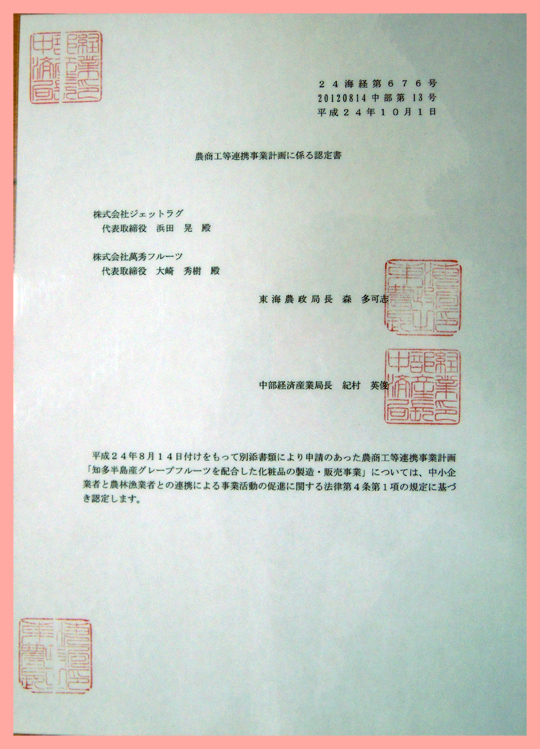 24海経第676号
20120814中部第13号
平成24年10月1日
農商工等連携事業計画に係る認定書
株式会社ジェットラグ
代表取締役 浜田 晃 殿
株式会社萬秀フルーツ
代表取締役 大崎 秀樹 殿
東海農政局長 森 多可志
中部経済産業局長 紀村 英俊
平成24年8月14日付けをもって別添書類により申請のあった農商工等連携事業計画
「知多半島産グレープフルーツを配合した化粧品の製造・販売事業」については、中小企
業者と農林漁業者との連携による事業活動の促進に関する法律第4条第1項の規定に基づ
き認定します。